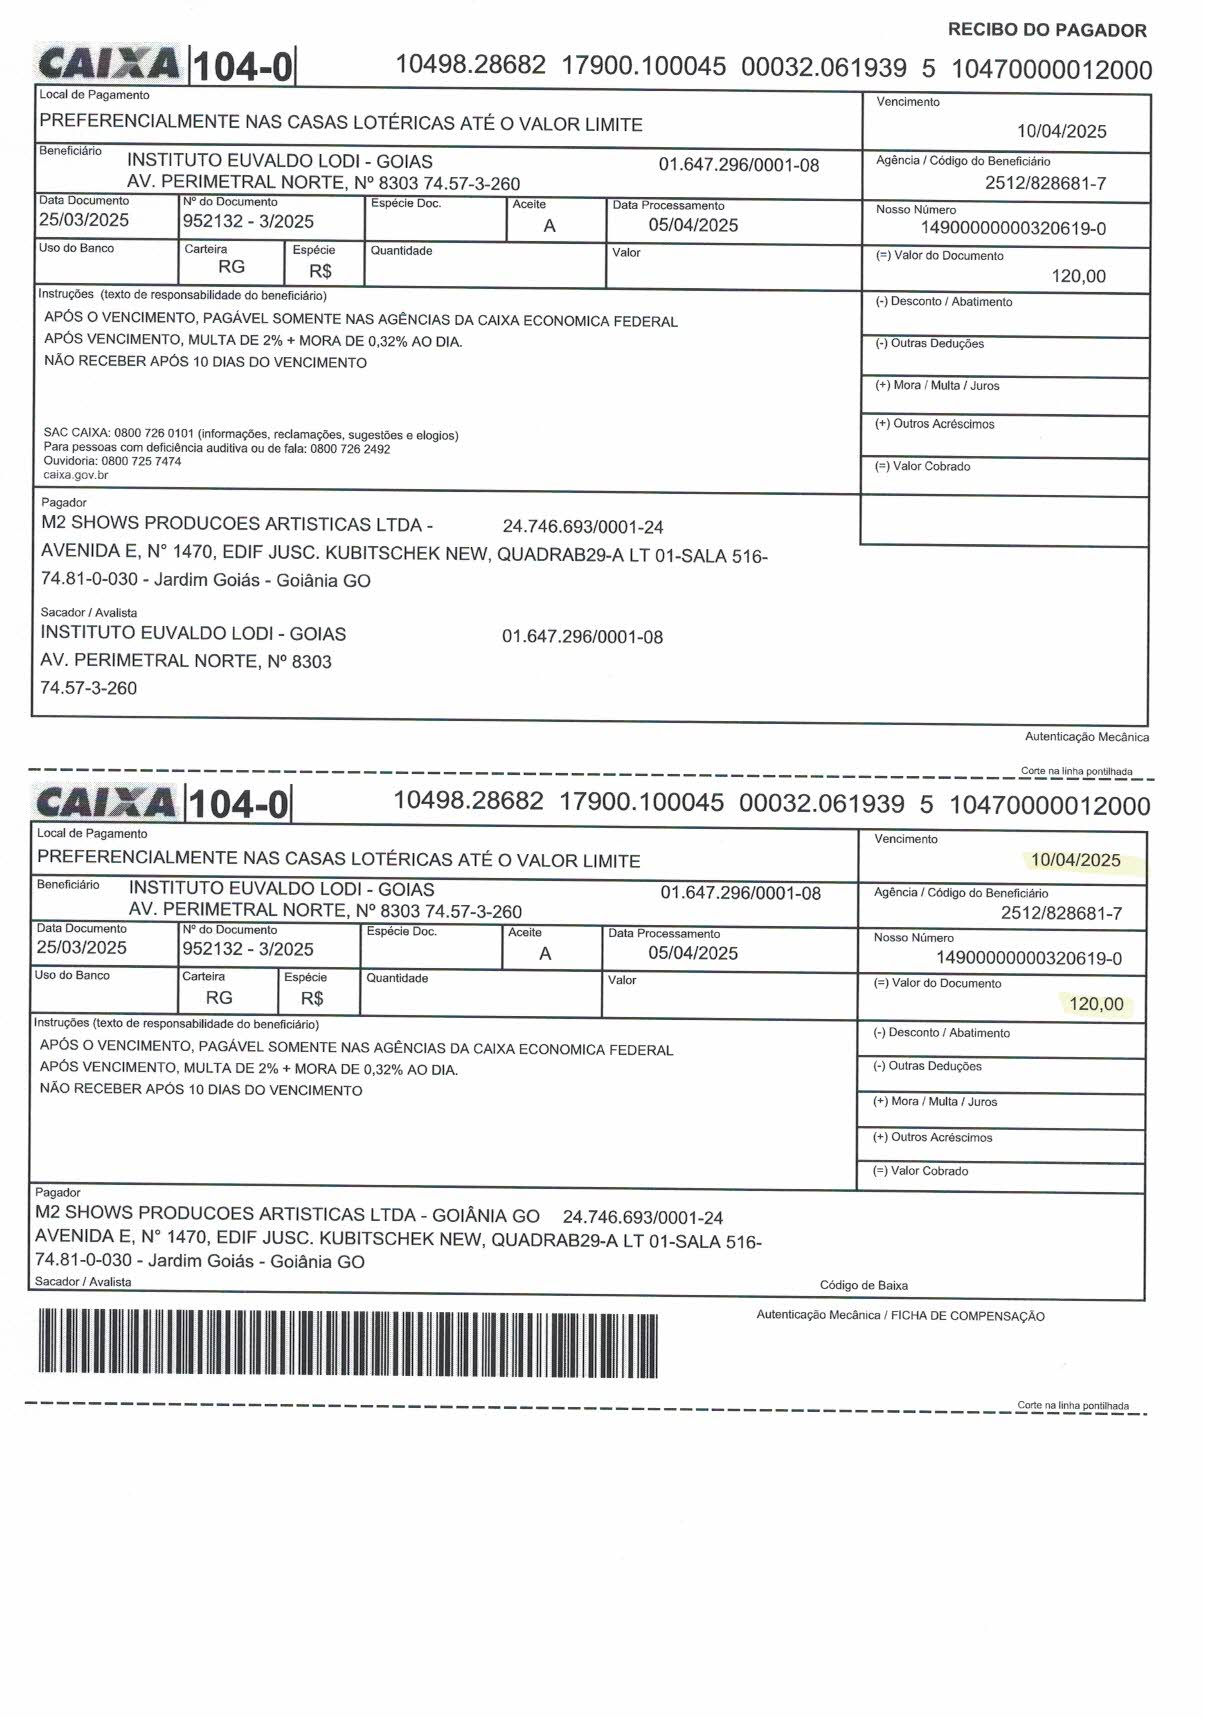 RECIBO DO PAGADOR
CAIXA 104-0 10498.28682 17900.100045 00032.061939 5 10470000012000
Local de Pagamento
PREFERENCIALMENTE NAS CASAS LOTÉRICAS ATÉ O VALOR LIMITE
Vencimento
10/04/2025
Beneficiário
INSTITUTO EUVALDO LODI - GOIAS 01.647.296/0001-08
AV. PERIMETRAL NORTE, Nº 8303 74.57-3-260
Agência / Código do Beneficiário
2512/828681-7
Data Documento Nº do Documento Espécie Doc. Aceite Data Processamento
25/03/2025 952132 - 3/2025 A 05/04/2025
Nosso Número
14900000000320619-0
Uso do Banco Carteira Espécie Quantidade Valor
RG R$
(=) Valor do Documento
120,00
Instruções (texto de responsabilidade do beneficiário)
APÓS O VENCIMENTO, PAGÁVEL SOMENTE NAS AGÊNCIAS DA CAIXA ECONOMICA FEDERAL
APÓS VENCIMENTO, MULTA DE 2% + MORA DE 0,32% AO DIA.
NÃO RECEBER APÓS 10 DIAS DO VENCIMENTO
(-) Desconto / Abatimento
(-) Outras Deduções
(+) Mora / Multa / Juros
(+) Outros Acréscimos
(=) Valor Cobrado
SAC CAIXA: 0800 726 0101 (informações, reclamações, sugestões e elogios)
Para pessoas com deficiência auditiva ou de fala: 0800 726 2492
Ouvidoria: 0800 725 7474
caixa.gov.br
Pagador
M2 SHOWS PRODUCOES ARTISTICAS LTDA - 24.746.693/0001-24
AVENIDA E, N° 1470, EDIF JUSC. KUBITSCHEK NEW, QUADRAB29-A LT 01-SALA 516-
74.81-0-030 - Jardim Goiás - Goiânia GO
Sacador / Avalista
INSTITUTO EUVALDO LODI - GOIAS 01.647.296/0001-08
AV. PERIMETRAL NORTE, Nº 8303
74.57-3-260
Autenticação Mecânica
Corte na linha pontilhada
CAIXA 104-0 10498.28682 17900.100045 00032.061939 5 10470000012000
Local de Pagamento
PREFERENCIALMENTE NAS CASAS LOTÉRICAS ATÉ O VALOR LIMITE
Vencimento
10/04/2025
Beneficiário INSTITUTO EUVALDO LODI - GOIAS 01.647.296/0001-08
AV. PERIMETRAL NORTE, Nº 8303 74.57-3-260
Agência / Código do Beneficiário
2512/828681-7
Data Documento Nº do Documento Espécie Doc. Aceite Data Processamento
25/03/2025 952132 - 3/2025 A 05/04/2025
Nosso Número
14900000000320619-0
Uso do Banco Carteira Espécie Quantidade Valor
RG R$
(=) Valor do Documento
120,00
Instruções (texto de responsabilidade do beneficiário)
APÓS O VENCIMENTO, PAGÁVEL SOMENTE NAS AGÊNCIAS DA CAIXA ECONOMICA FEDERAL
APÓS VENCIMENTO, MULTA DE 2% + MORA DE 0,32% AO DIA.
NÃO RECEBER APÓS 10 DIAS DO VENCIMENTO
(-) Desconto / Abatimento
(-) Outras Deduções
(+) Mora / Multa / Juros
(+) Outros Acréscimos
(=) Valor Cobrado
Pagador
M2 SHOWS PRODUCOES ARTISTICAS LTDA - GOIÂNIA GO 24.746.693/0001-24
AVENIDA E, N° 1470, EDIF JUSC. KUBITSCHEK NEW, QUADRAB29-A LT 01-SALA 516-
74.81-0-030 - Jardim Goiás - Goiânia GO
Sacador / Avalista Código de Baixa
Autenticação Mecânica / FICHA DE COMPENSAÇÃO
Corte na linha pontilhada